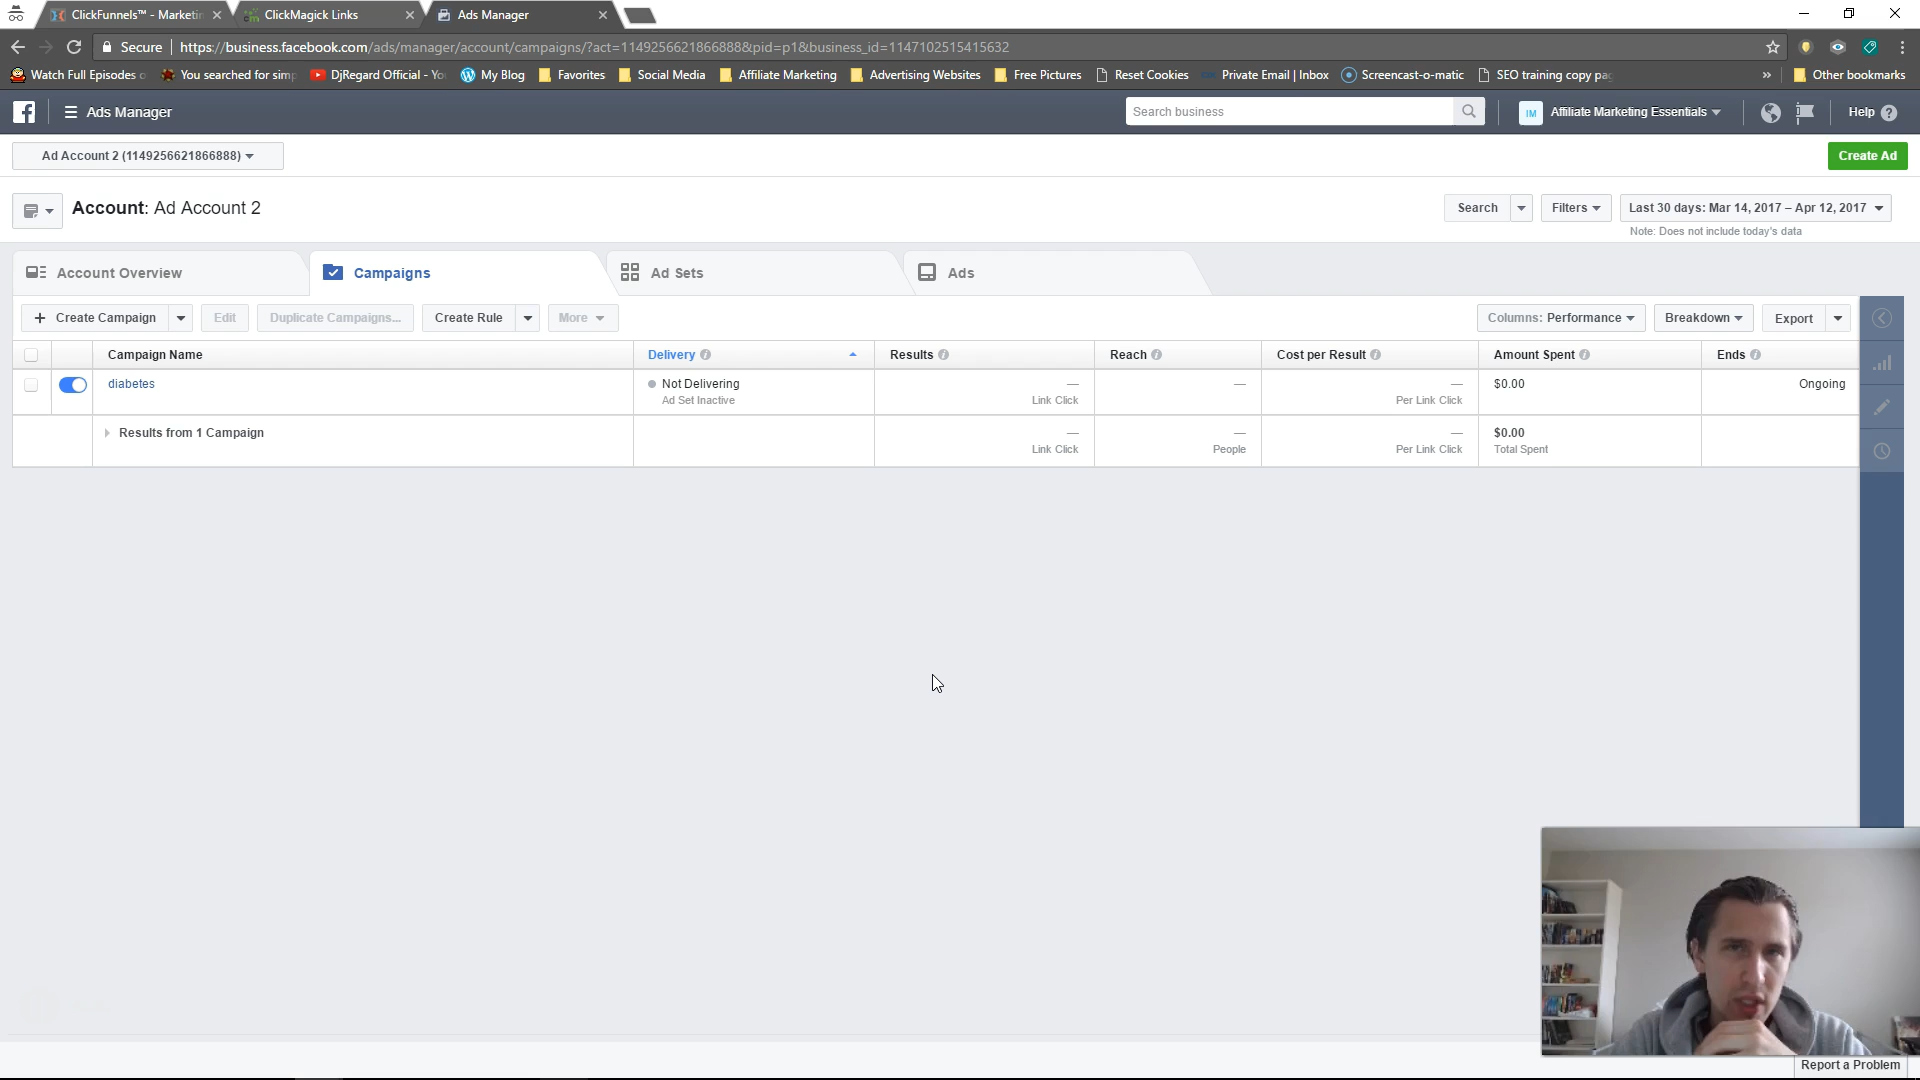 ClickFunnels™ - Marketin
ClickMagick Links
Ads Manager
Secure
https://business.facebook.com/ads/manager/account/campaigns/?act=1149256621866888&pid=p1&business_id=1147102515415632
Watch Full Episodes o
You searched for simp
DjRegard Official - Yo
My Blog
Favorites
Social Media
Affiliate Marketing
Advertising Websites
Free Pictures
Reset Cookies
Private Email | Inbox
Screencast-o-matic
SEO training copy pag
»
Other bookmarks
Ads Manager
Search business
IM
Affiliate Marketing Essentials
Help
Ad Account 2 (1149256621866888)
Create Ad
Account: Ad Account 2
Search
Filters
Last 30 days: Mar 14, 2017 – Apr 12, 2017
Note: Does not include today's data
Account Overview
Campaigns
Ad Sets
Ads
+ Create Campaign
Edit
Duplicate Campaigns...
Create Rule
More
Columns: Performance
Breakdown
Export
Campaign Name
Delivery
Results
Reach
Cost per Result
Amount Spent
Ends
diabetes
Not Delivering
Ad Set Inactive
—
Link Click
—
—
Per Link Click
$0.00
Ongoing
Results from 1 Campaign
—
Link Click
—
People
—
Per Link Click
$0.00
Total Spent
Report a Problem